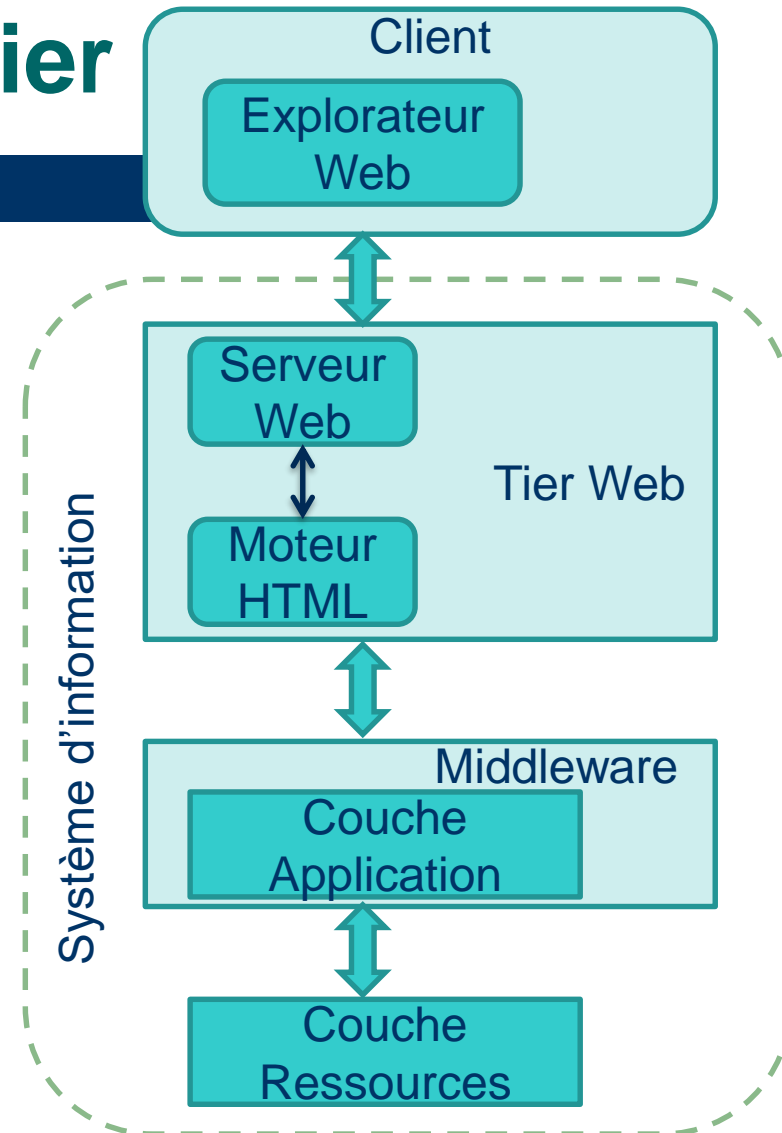 ier
Client
Explorateur
Web
Serveur
Web
Tier Web
Moteur
HTML
Système d’information
Middleware
Couche
Application
Couche
Ressources